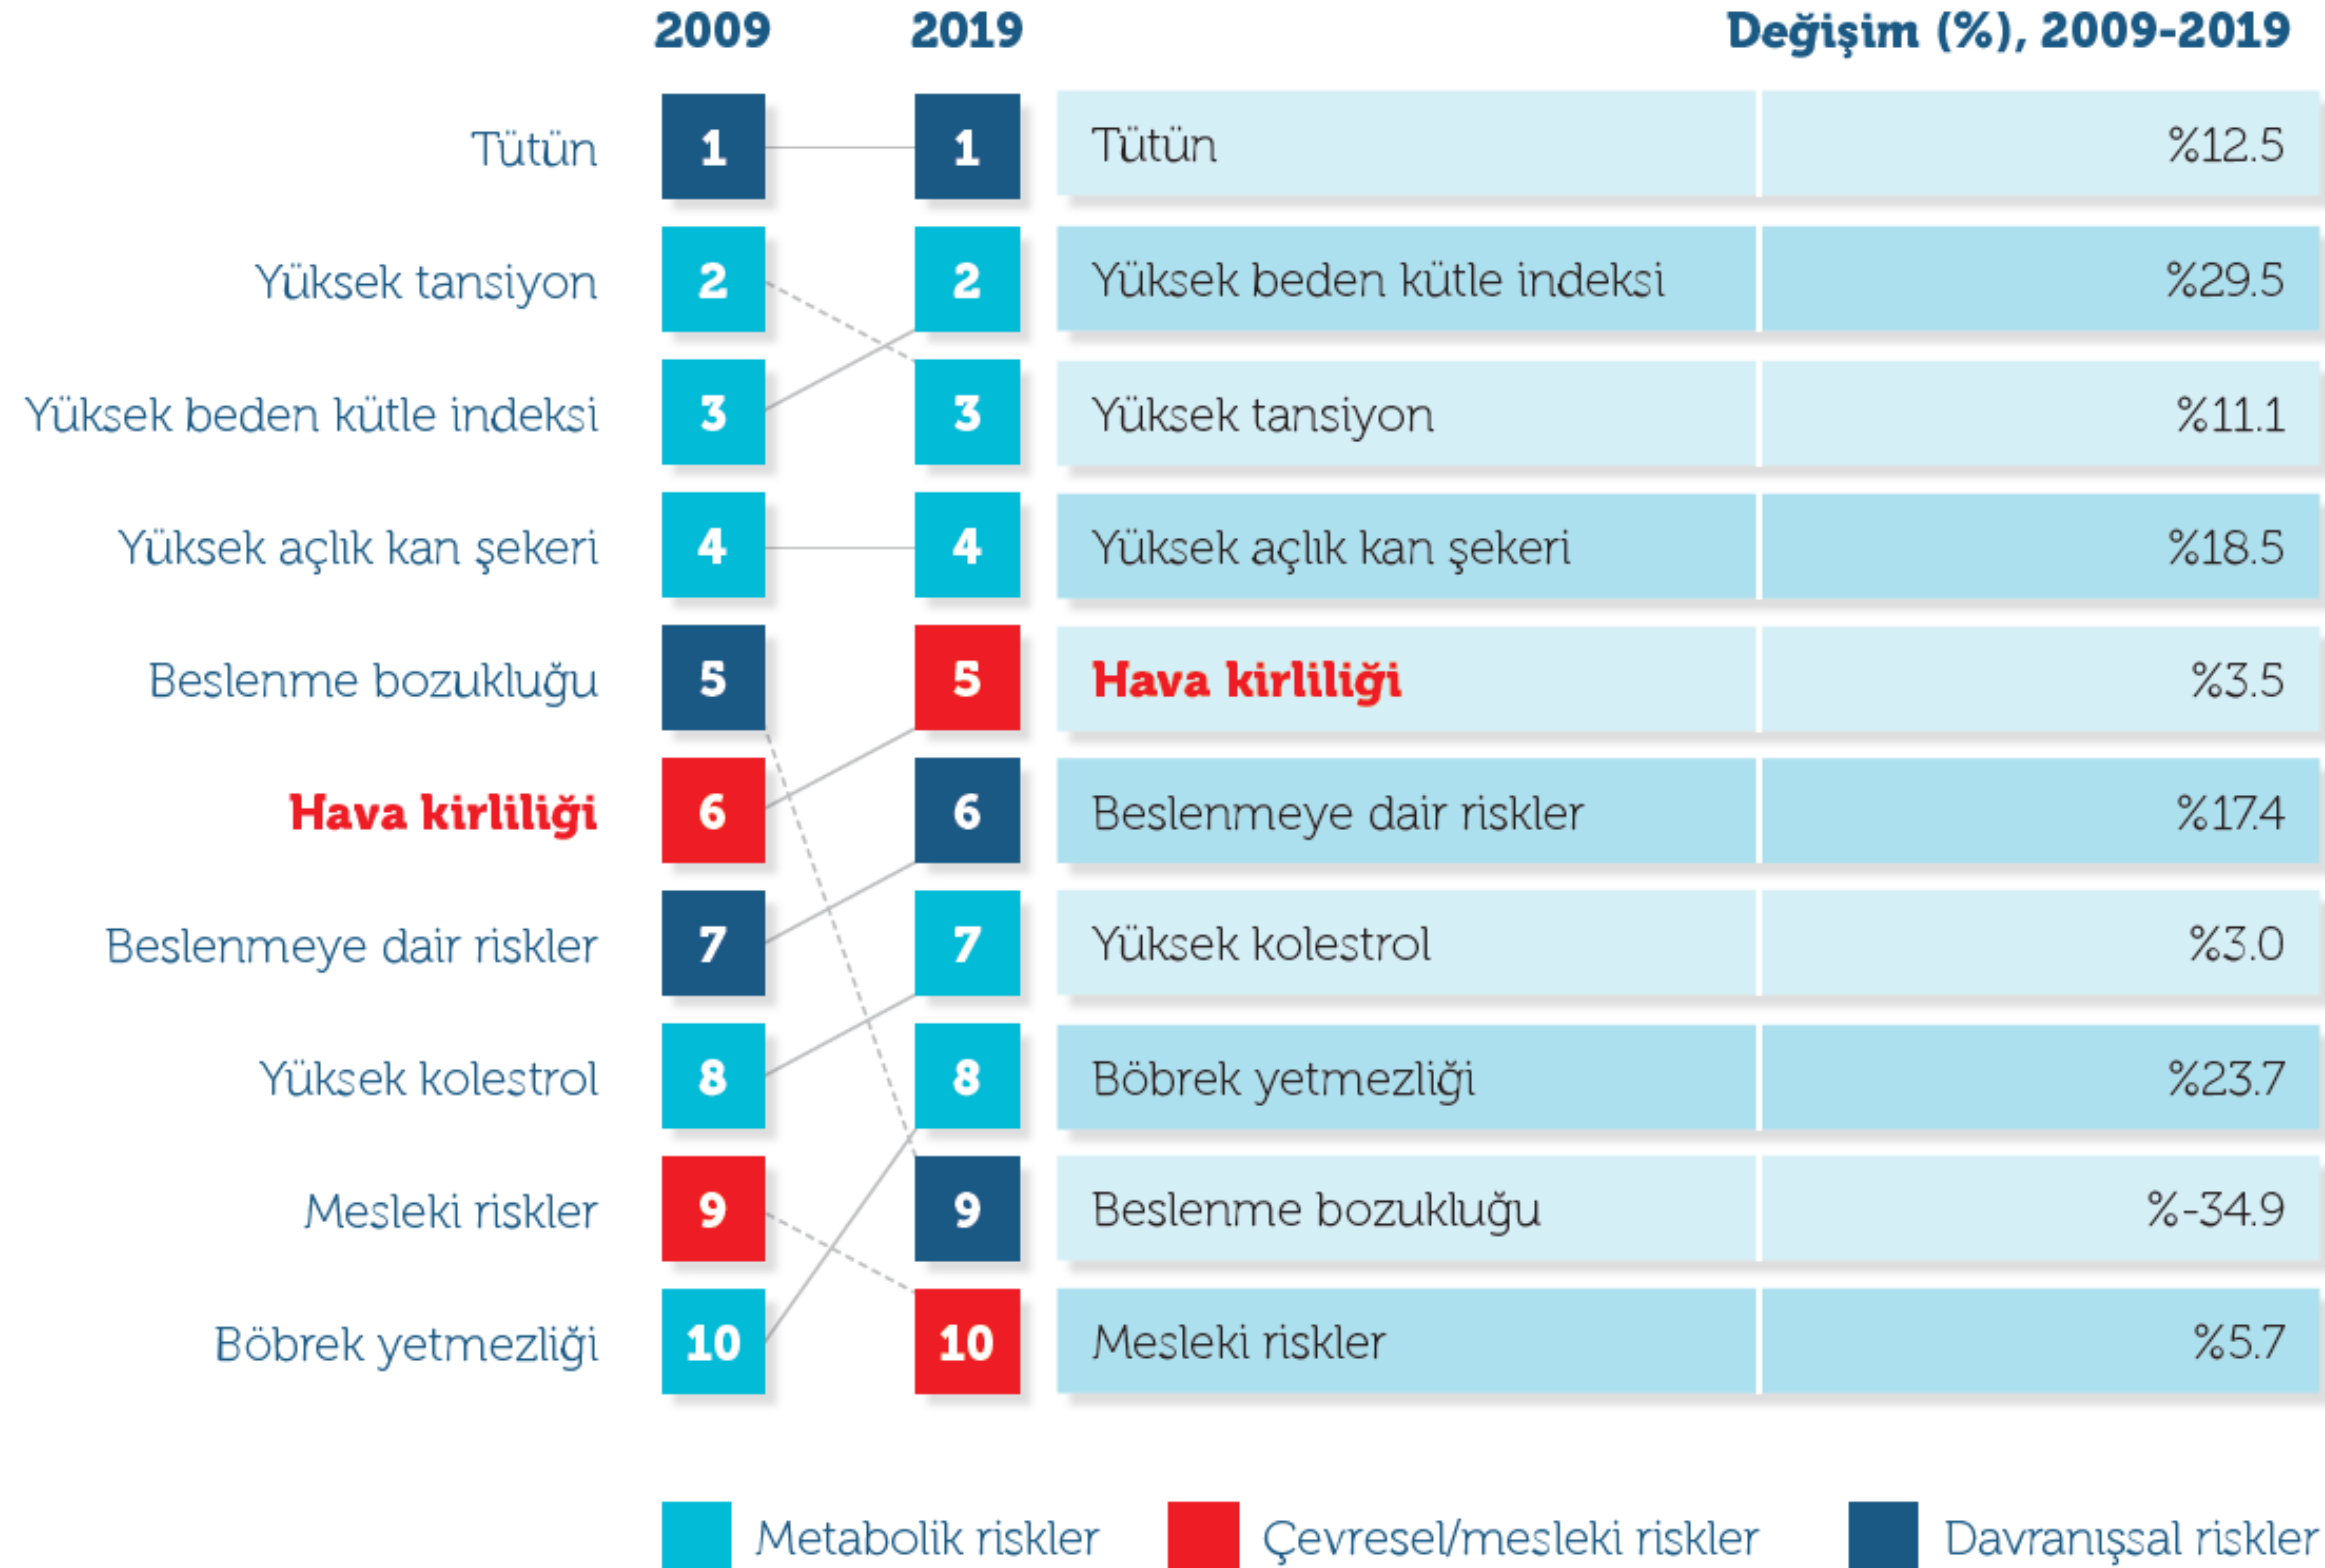 2009 2019 Değişim (%), 2009-2019
Tütün 1 1 Tütün %12.5
Yüksek tansiyon 2 2 Yüksek beden kütle indeksi %29.5
Yüksek beden kütle indeksi 3 3 Yüksek tansiyon %11.1
Yüksek açlık kan şekeri 4 4 Yüksek açlık kan şekeri %18.5
Beslenme bozukluğu 5 5 Hava kirliliği %3.5
Hava kirliliği 6 6 Beslenmeye dair riskler %17.4
Beslenmeye dair riskler 7 7 Yüksek kolestrol %3.0
Yüksek kolestrol 8 8 Böbrek yetmezliği %23.7
Mesleki riskler 9 9 Beslenme bozukluğu %-34.9
Böbrek yetmezliği 10 10 Mesleki riskler %5.7
Metabolik riskler Çevresel/mesleki riskler Davranışsal riskler